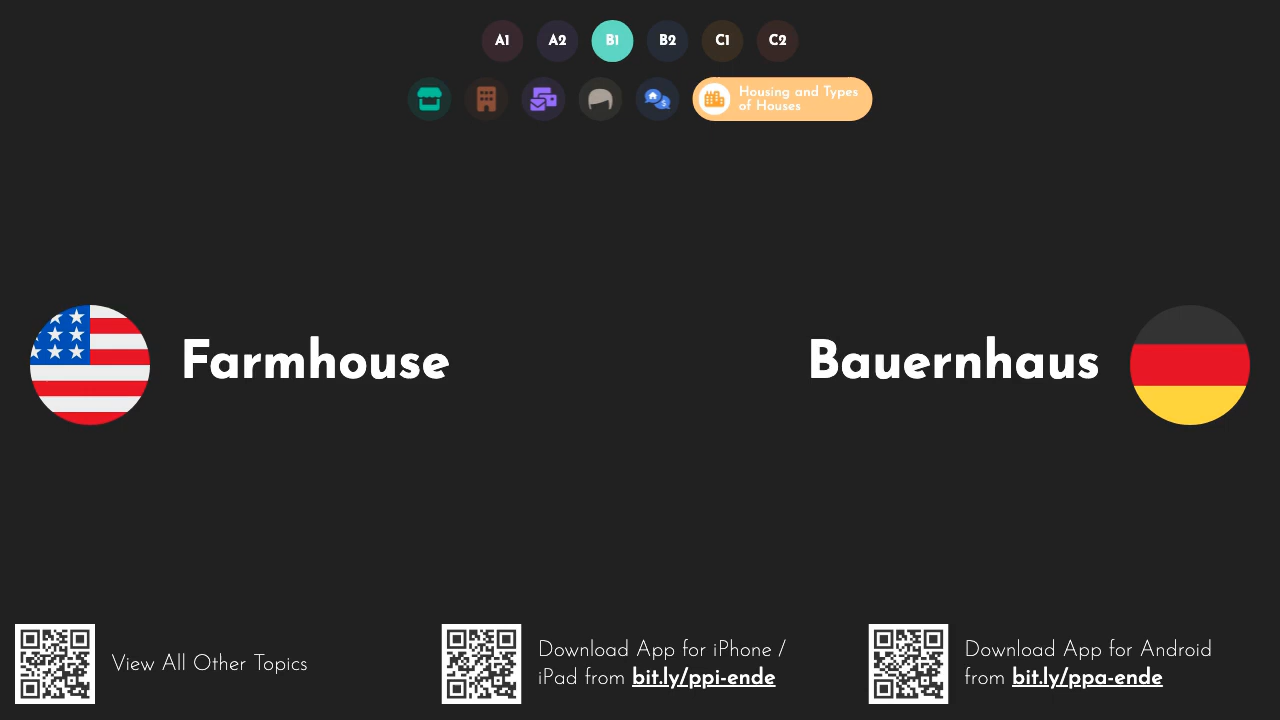 A1 A2 B1 B2 C1 C2
Housing and Types
of Houses
Farmhouse
Bauernhaus
View All Other Topics
Download App for iPhone /
iPad from bit.ly/ppi-ende
Download App for Android
from bit.ly/ppa-ende